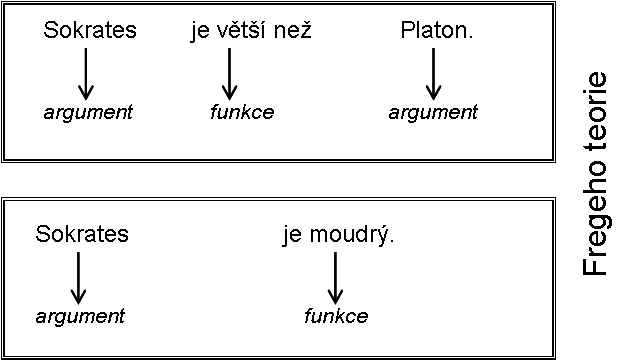 Sokrates je větší než Platon.
argument funkce argument
Sokrates je moudrý.
argument funkce
Fregeho teorie